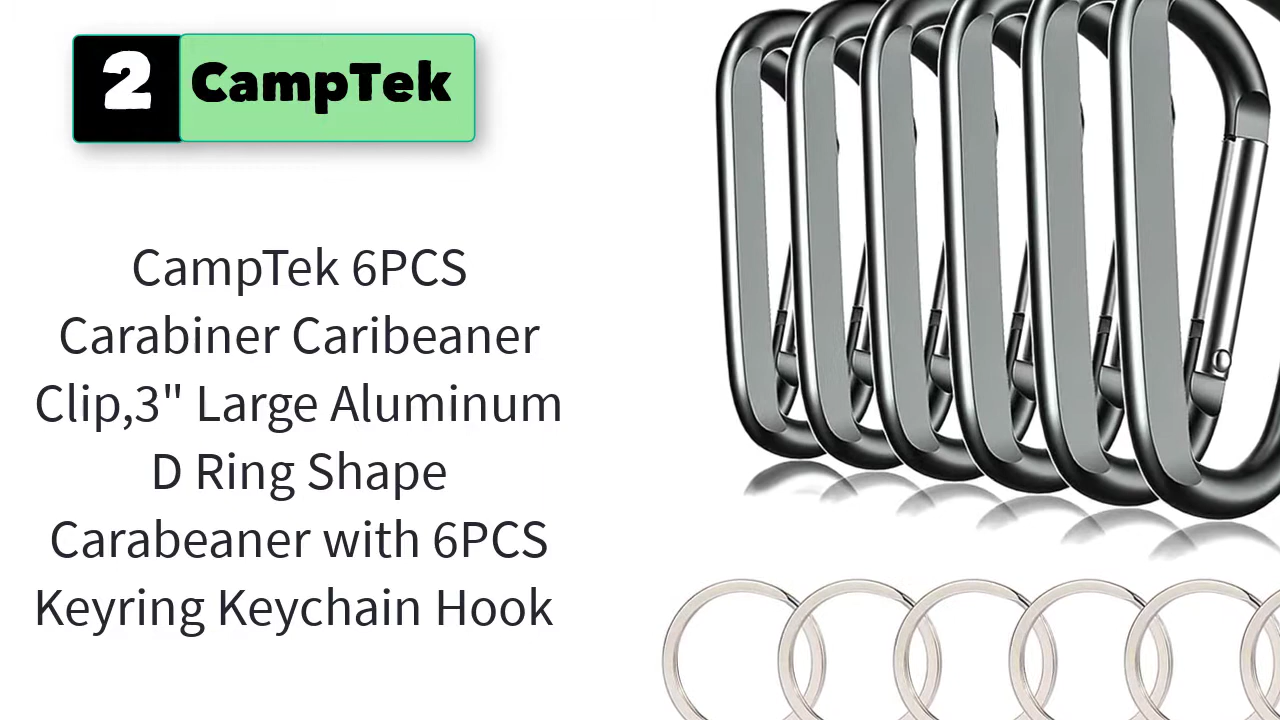 2 CampTek
CampTek 6PCS
Carabiner Caribeaner
Clip,3" Large Aluminum
D Ring Shape
Carabeaner with 6PCS
Keyring Keychain Hook